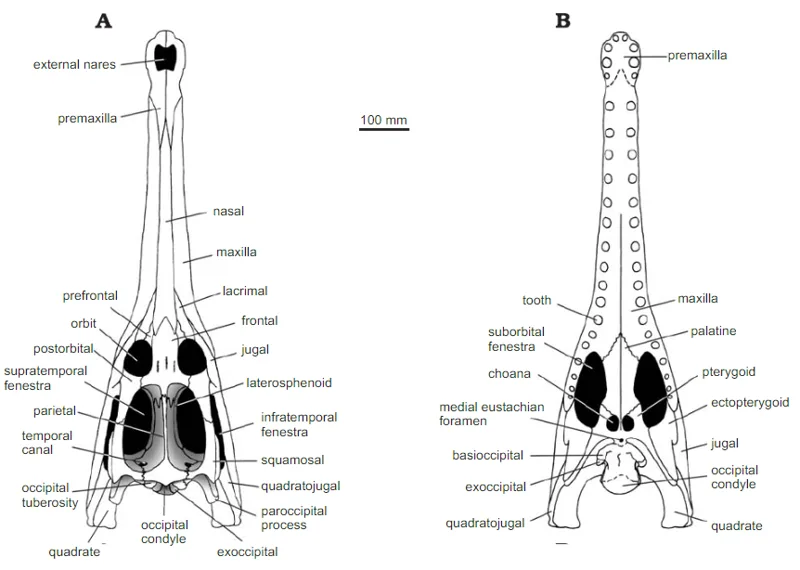 A
B
external nares
premaxilla
premaxilla
100 mm
nasal
maxilla
prefrontal
lacrimal
orbit
frontal
postorbital
jugal
supratemporal
fenestra
laterosphenoid
parietal
infratemporal
fenestra
temporal
canal
squamosal
occipital
tuberosity
quadratojugal
paroccipital
process
occipital
condyle
quadrate
exoccipital
tooth
maxilla
suborbital
fenestra
palatine
choana
pterygoid
medial eustachian
foramen
ectopterygoid
basioccipital
jugal
exoccipital
occipital
condyle
quadratojugal
quadrate